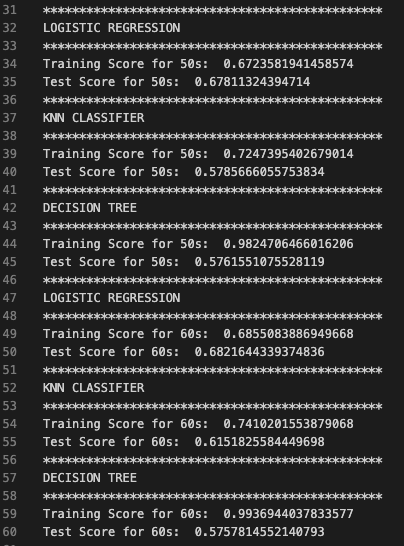 31 ***********************************************
32 LOGISTIC REGRESSION
33 ***********************************************
34 Training Score for 50s:  0.6723581941458574
35 Test Score for 50s:  0.67811324394714
36 ***********************************************
37 KNN CLASSIFIER
38 ***********************************************
39 Training Score for 50s:  0.7247395402679014
40 Test Score for 50s:  0.5785666055753834
41 ***********************************************
42 DECISION TREE
43 ***********************************************
44 Training Score for 50s:  0.9824706466016206
45 Test Score for 50s:  0.5761551075528119
46 ***********************************************
47 LOGISTIC REGRESSION
48 ***********************************************
49 Training Score for 60s:  0.6855083886949668
50 Test Score for 60s:  0.6821644339374836
51 ***********************************************
52 KNN CLASSIFIER
53 ***********************************************
54 Training Score for 60s:  0.7410201553879068
55 Test Score for 60s:  0.6151825584449698
56 ***********************************************
57 DECISION TREE
58 ***********************************************
59 Training Score for 60s:  0.9936944037833577
60 Test Score for 60s:  0.5757814552140793